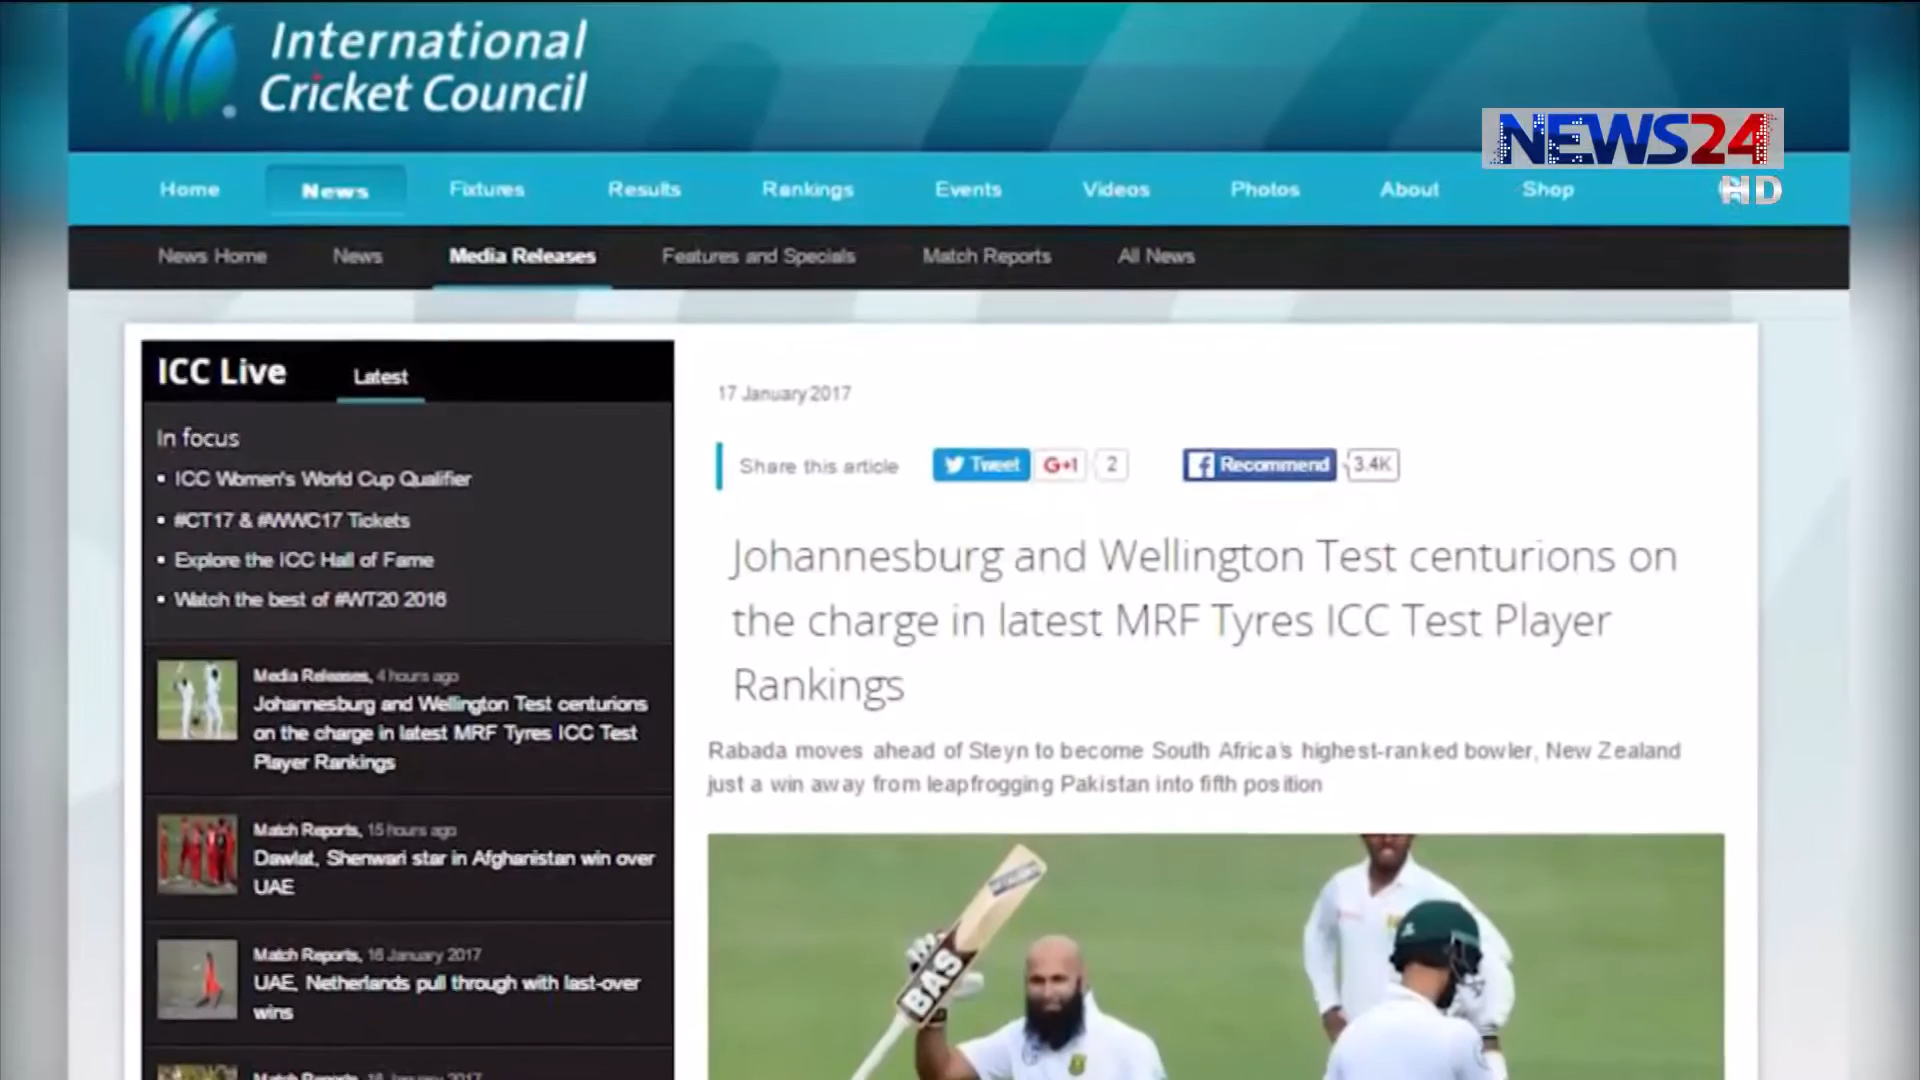 International
Cricket Council
NEWS24
HD
Home News Fixtures Results Rankings Events Videos Photos About Shop
News Home News Media Releases Features and Specials Match Reports All News
ICC Live Latest
In focus
• ICC Women's World Cup Qualifier
• #CT17 & #WWC17 Tickets
• Explore the ICC Hall of Fame
• Watch the best of #WT20 2016
Media Releases, 4 hours ago
Johannesburg and Wellington Test centurions
on the charge in latest MRF Tyres ICC Test
Player Rankings
Match Reports, 15 hours ago
Dawlat, Shenwari star in Afghanistan win over
UAE
Match Reports, 16 January 2017
UAE, Netherlands pull through with last-over
wins
Match Reports, 16 January 2017
17 January 2017
Share this article Tweet G+1 2 Recommend 3.4K
Johannesburg and Wellington Test centurions on
the charge in latest MRF Tyres ICC Test Player
Rankings
Rabada moves ahead of Steyn to become South Africa's highest-ranked bowler, New Zealand
just a win away from leapfrogging Pakistan into fifth position
BAS